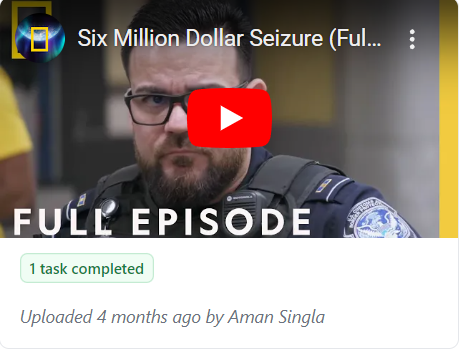 Six Million Dollar Seizure (Ful...
FULL EPISODE
1 task completed
Uploaded 4 months ago by Aman Singla